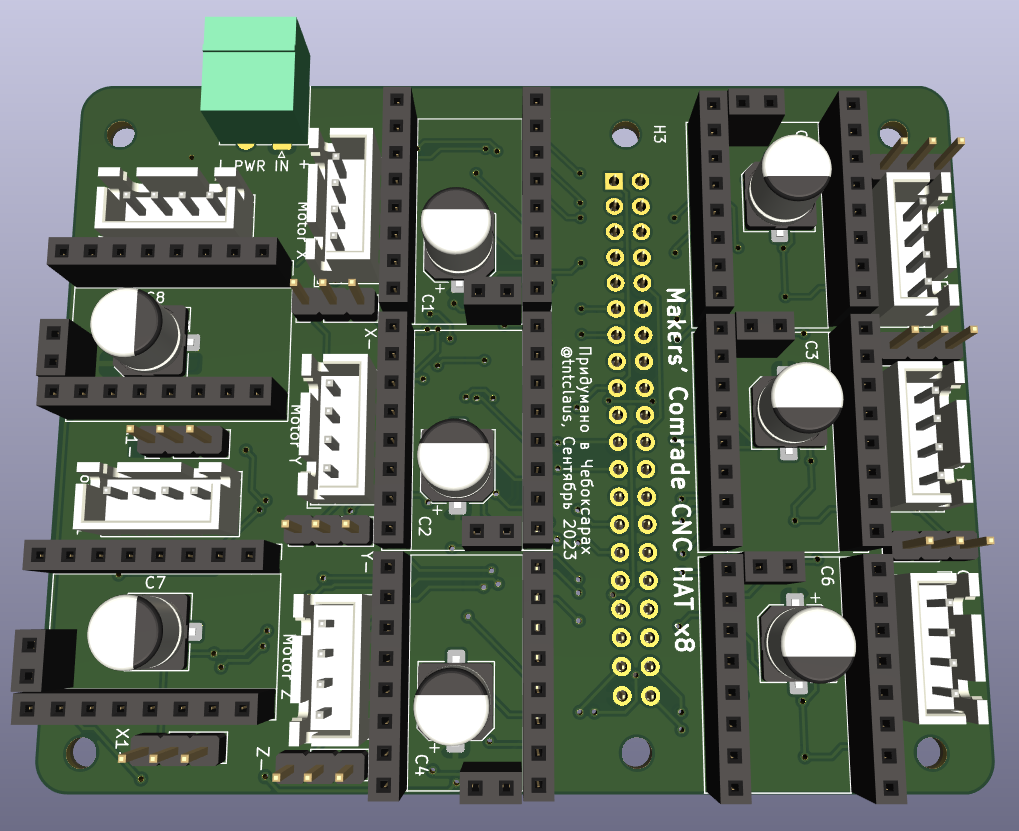 PWR IN +
H3
Motor X
C8
C1
X-
Makers’ Comrade CNC HAT x8
Придумано в Чебоксарах
@tntclaus, Сентябрь 2023
C3
Motor Y
+
C2
Y-
C7
C6
+
Motor Z
X1
Z-
+
C4